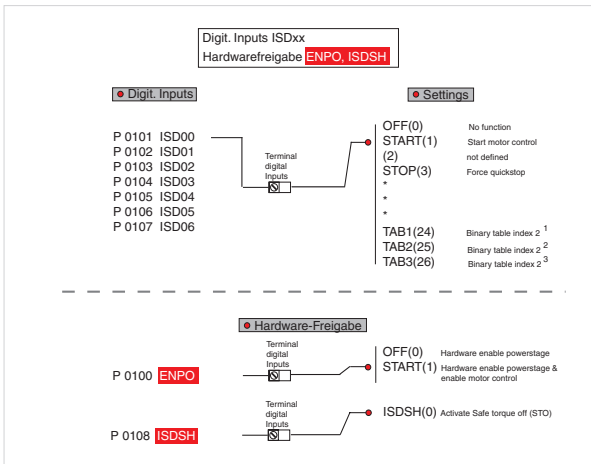 Digit. Inputs ISDxx
Hardwarefreigabe ENPO, ISDSH
Digit. Inputs
Settings
P 0101 ISD00
P 0102 ISD01
P 0103 ISD02
P 0104 ISD03
P 0105 ISD04
P 0106 ISD05
P 0107 ISD06
Terminal
digital
Inputs
OFF(0) No function
START(1) Start motor control
(2) not defined
STOP(3) Force quickstop
*
*
*
TAB1(24) Binary table index 2 1
TAB2(25) Binary table index 2 2
TAB3(26) Binary table index 2 3
Hardware-Freigabe
P 0100 ENPO
Terminal
digital
Inputs
OFF(0) Hardware enable powerstage
START(1) Hardware enable powerstage &
enable motor control
P 0108 ISDSH
Terminal
digital
Inputs
ISDSH(0) Activate Safe torque off (STO)